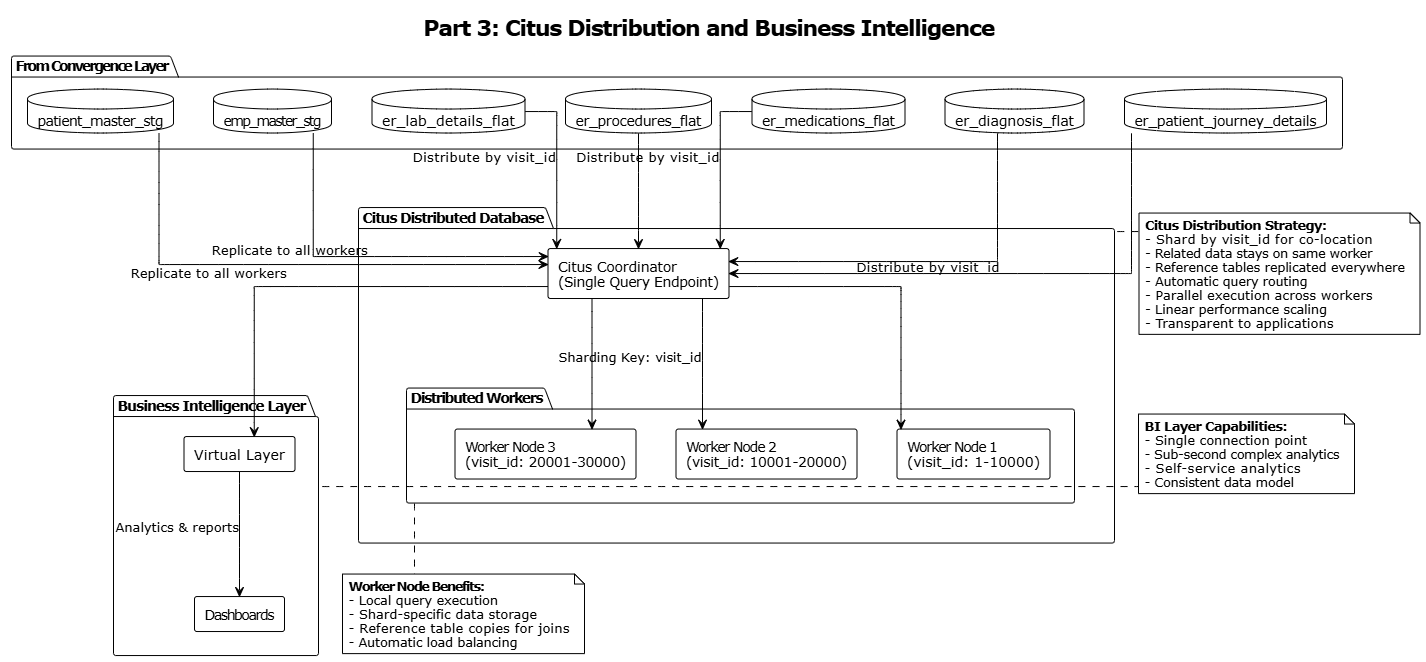 Part 3: Citus Distribution and Business Intelligence
From Convergence Layer
patient_master_stg
emp_master_stg
er_lab_details_flat
er_procedures_flat
er_medications_flat
er_diagnosis_flat
er_patient_journey_details
Distribute by visit_id
Distribute by visit_id
Citus Distributed Database
Replicate to all workers
Replicate to all workers
Citus Coordinator
(Single Query Endpoint)
Distribute by visit_id
Citus Distribution Strategy:
- Shard by visit_id for co-location
- Related data stays on same worker
- Reference tables replicated everywhere
- Automatic query routing
- Parallel execution across workers
- Linear performance scaling
- Transparent to applications
Sharding Key: visit_id
Business Intelligence Layer
Virtual Layer
Analytics & reports
Dashboards
Distributed Workers
Worker Node 3
(visit_id: 20001-30000)
Worker Node 2
(visit_id: 10001-20000)
Worker Node 1
(visit_id: 1-10000)
BI Layer Capabilities:
- Single connection point
- Sub-second complex analytics
- Self-service analytics
- Consistent data model
Worker Node Benefits:
- Local query execution
- Shard-specific data storage
- Reference table copies for joins
- Automatic load balancing